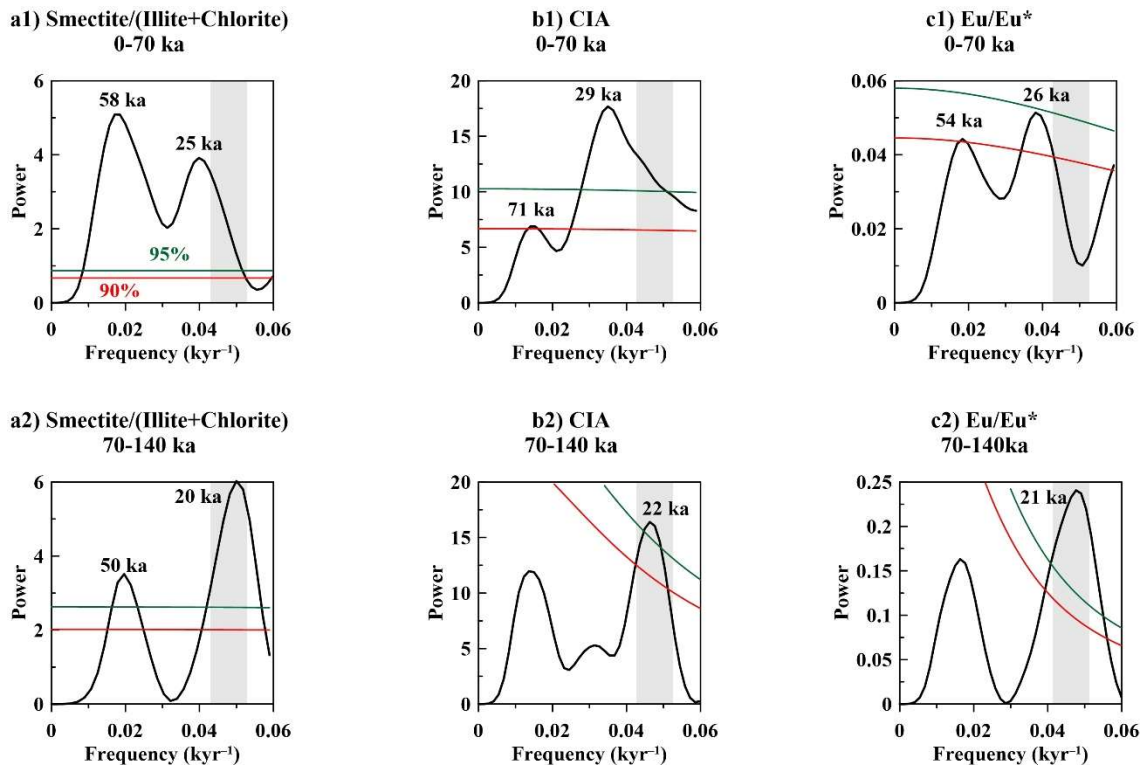 a1) Smectite/(Illite+Chlorite)
0-70 ka
6
4
2
0
Power
58 ka
25 ka
95%
90%
0
0.02
0.04
0.06
Frequency (kyr⁻¹)
b1) CIA
0-70 ka
20
17.5
15
12.5
10
7.5
5
2.5
0
Power
29 ka
71 ka
0
0.02
0.04
0.06
Frequency (kyr⁻¹)
c1) Eu/Eu*
0-70 ka
0.06
0.04
0.02
0
Power
54 ka
26 ka
0
0.02
0.04
0.06
Frequency (kyr⁻¹)
a2) Smectite/(Illite+Chlorite)
70-140 ka
6
4
2
0
Power
50 ka
20 ka
0
0.02
0.04
0.06
Frequency (kyr⁻¹)
b2) CIA
70-140 ka
20
15
10
5
0
Power
22 ka
0
0.02
0.04
0.06
Frequency (kyr⁻¹)
c2) Eu/Eu*
70-140ka
0.25
0.2
0.15
0.1
0.05
0
Power
21 ka
0
0.02
0.04
0.06
Frequency (kyr⁻¹)